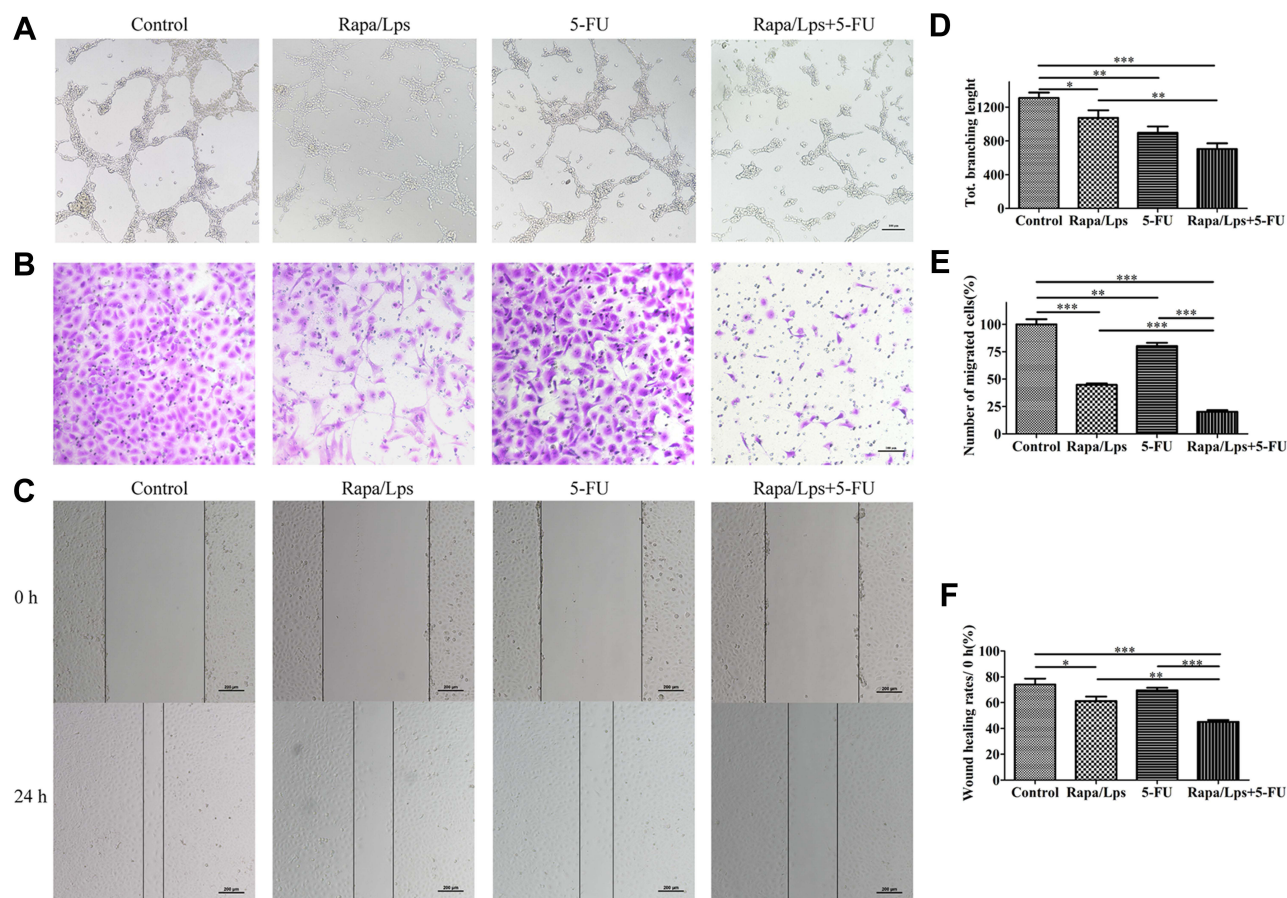 A
Control
Rapa/Lps
5-FU
Rapa/Lps+5-FU
B
C
Control
Rapa/Lps
5-FU
Rapa/Lps+5-FU
0 h
200 μm
200 μm
200 μm
200 μm
24 h
200 μm
200 μm
200 μm
200 μm
D
Tot. branching lenght
1200
800
400
0
***
**
*
**
Control
Rapa/Lps
5-FU
Rapa/Lps+5-FU
E
Number of migrated cells(%)
100
75
50
25
0
***
**
***
***
***
Control
Rapa/Lps
5-FU
Rapa/Lps+5-FU
F
Wound healing rates/ 0 h(%)
100
80
60
40
20
0
***
*
***
**
Control
Rapa/Lps
5-FU
Rapa/Lps+5-FU